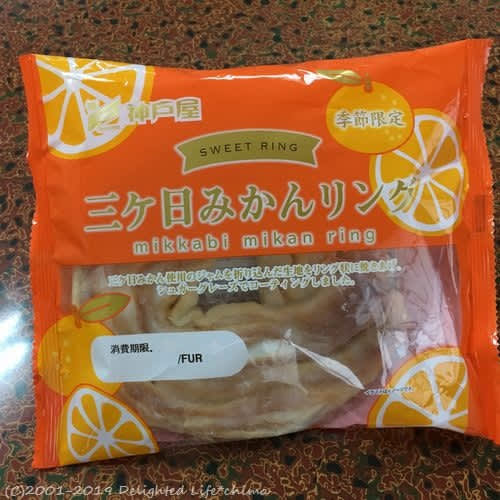 神戸屋
季節限定
SWEET RING
三ケ日みかんリング
mikkabi mikan ring
三ケ日みかん使用のジャムを折り込んだ生地をリング状に焼きあげ、
シュガーグレーズでコーティングしました。
消費期限.
/FUR
(C)2001-2019 Delighted Life*chima